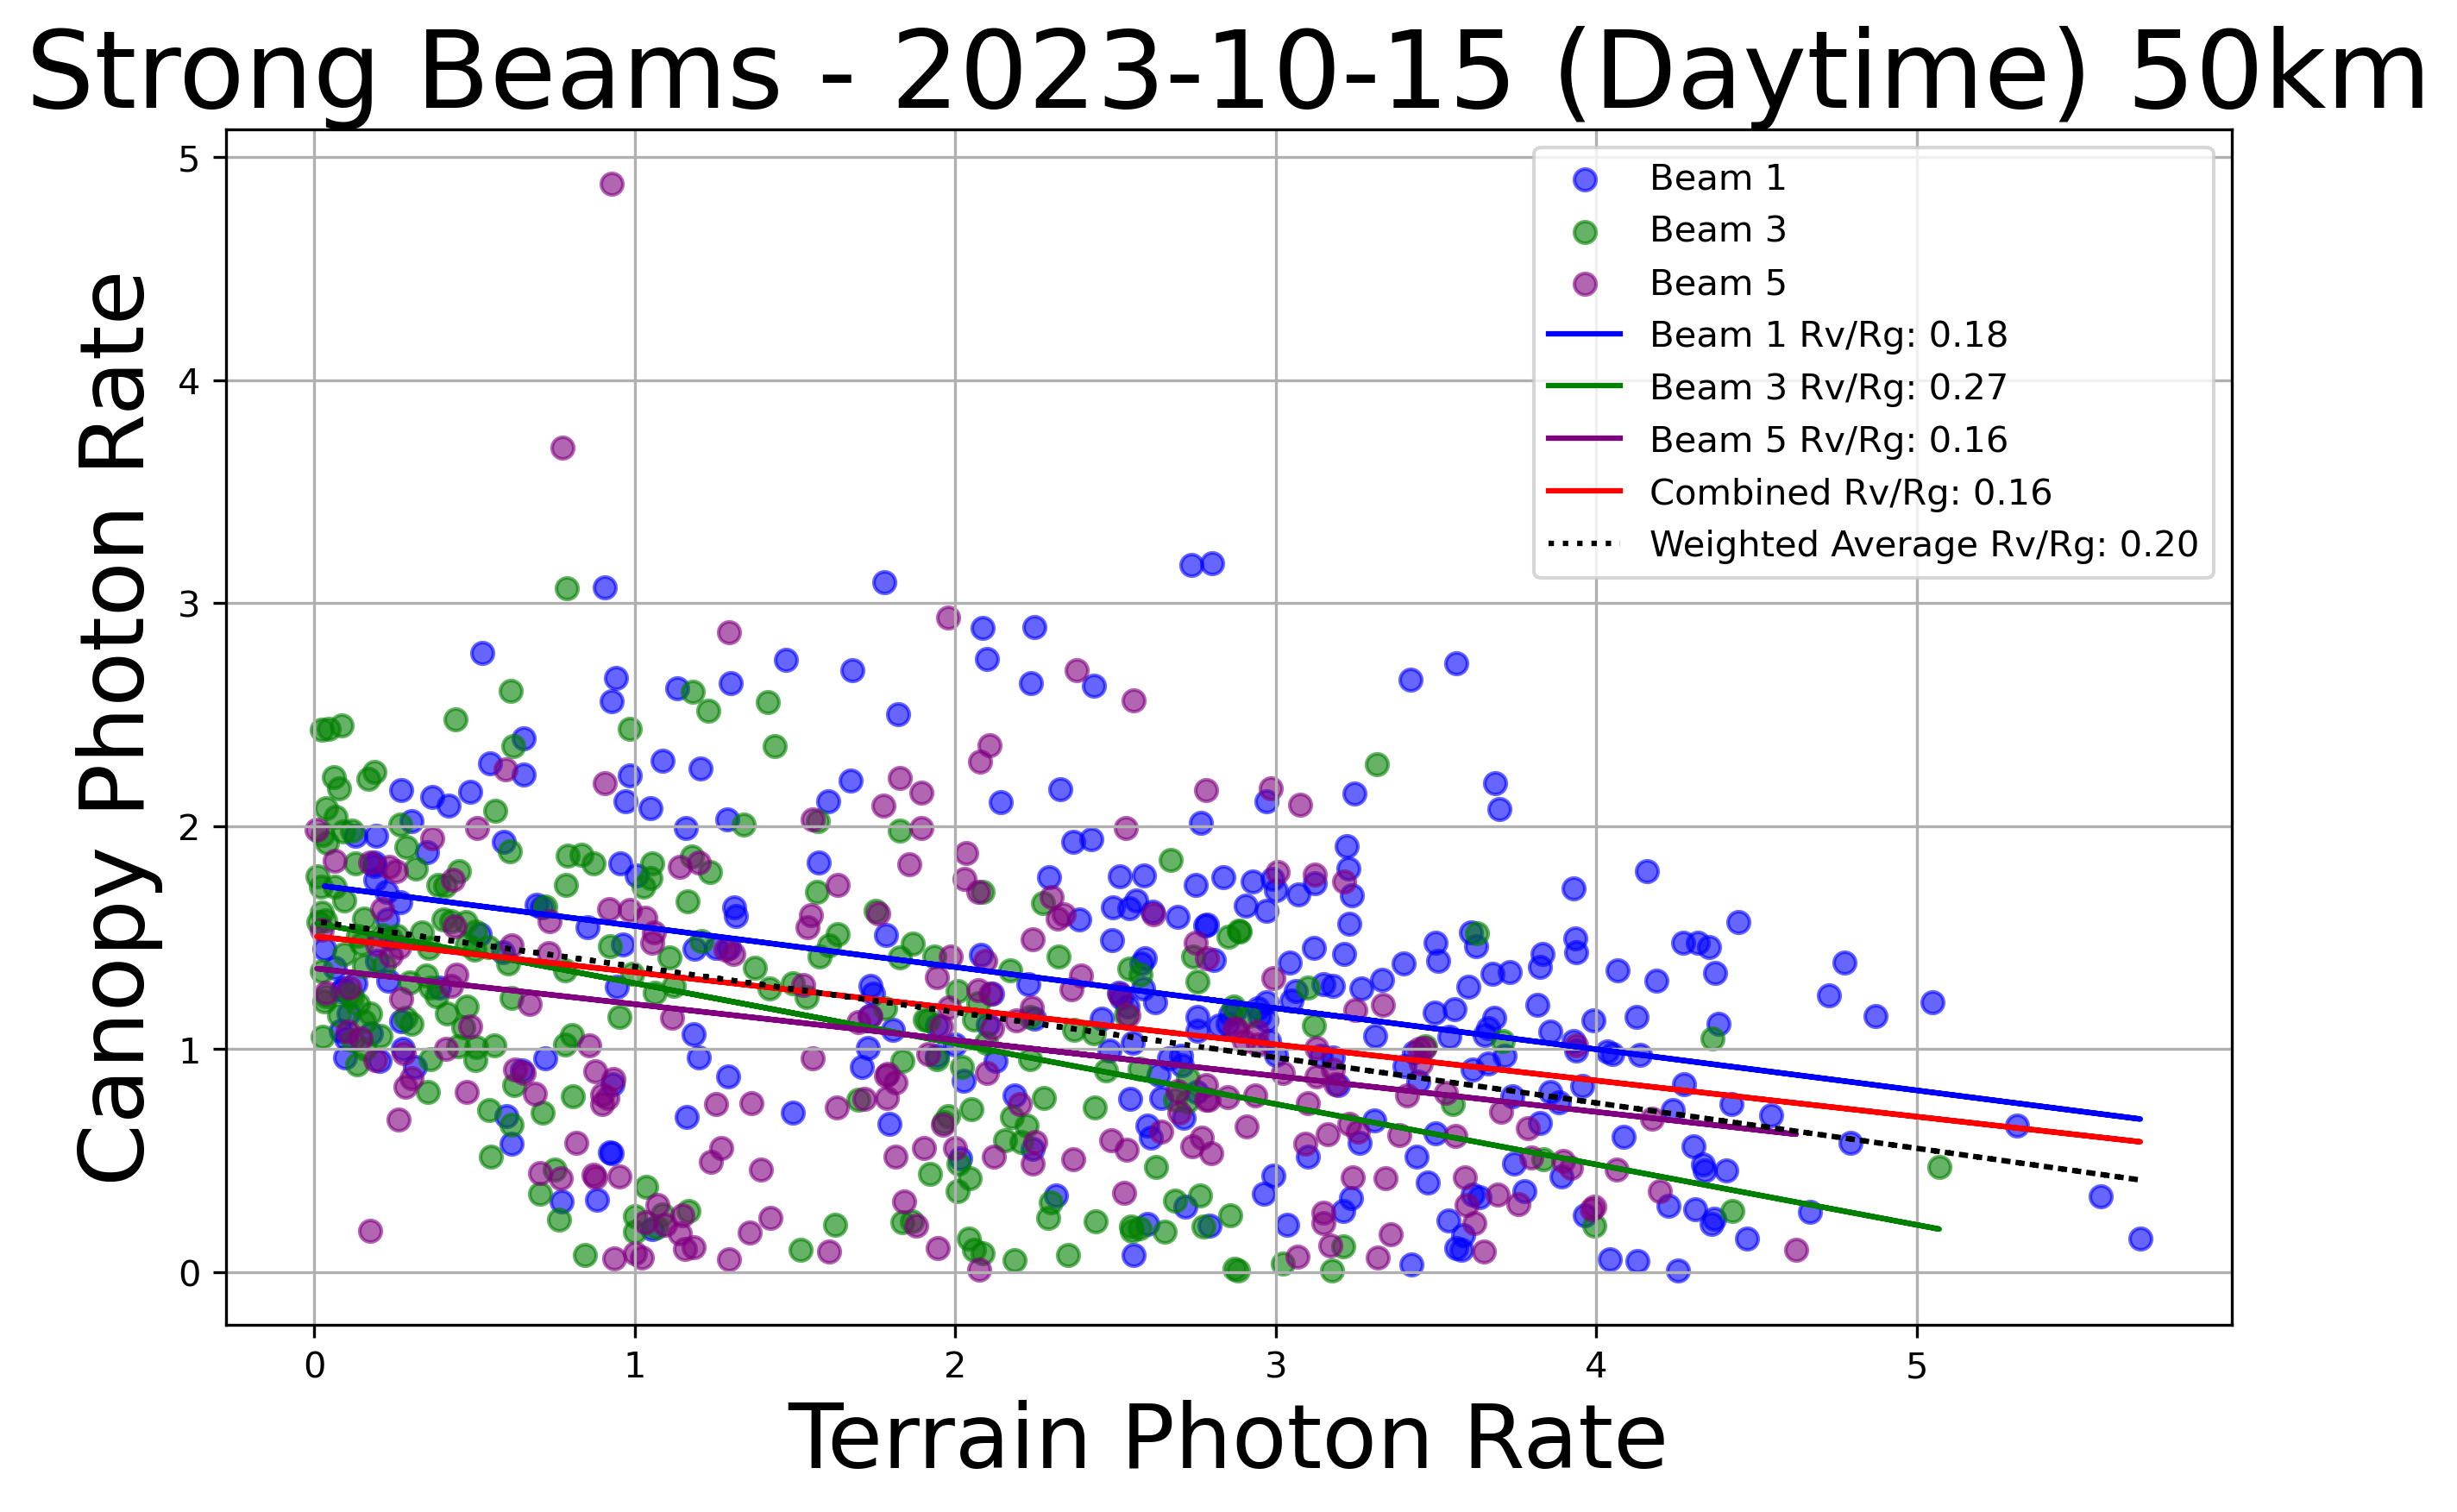 Strong Beams - 2023-10-15 (Daytime) 50km
Canopy Photon Rate
5
4
3
2
1
0
Beam 1
Beam 3
Beam 5
Beam 1 Rv/Rg: 0.18
Beam 3 Rv/Rg: 0.27
Beam 5 Rv/Rg: 0.16
Combined Rv/Rg: 0.16
Weighted Average Rv/Rg: 0.20
0 1 2 3 4 5
Terrain Photon Rate